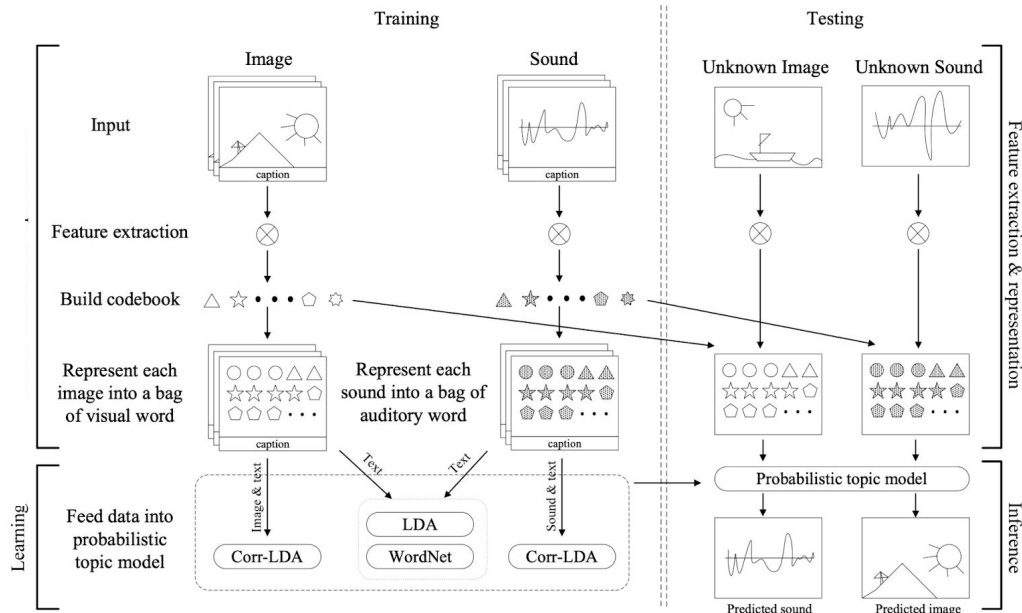 Training
Testing
Image
Sound
Unknown Image
Unknown Sound
Input
caption
caption
Feature extraction
Build codebook
Represent each
image into a bag
of visual word
Represent each
sound into a bag of
auditory word
caption
caption
Feature extraction & representation
Image & text
Text
Text
Sound & text
Learning
Feed data into
probabilistic
topic model
LDA
WordNet
Corr-LDA
Corr-LDA
Probabilistic topic model
Inference
Predicted sound
Predicted image